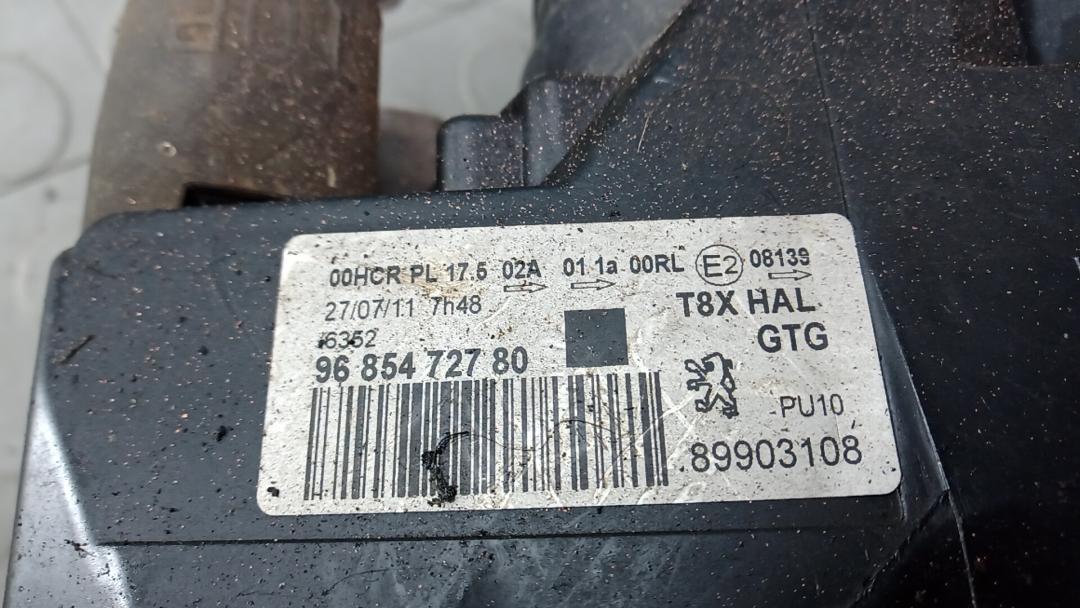 00HCR PL 17.5 02A 01 1a 00RL E2 08139
27/07/11 7h48
T8X HAL
6352
GTG
96 854 727 80
PU10
89903108